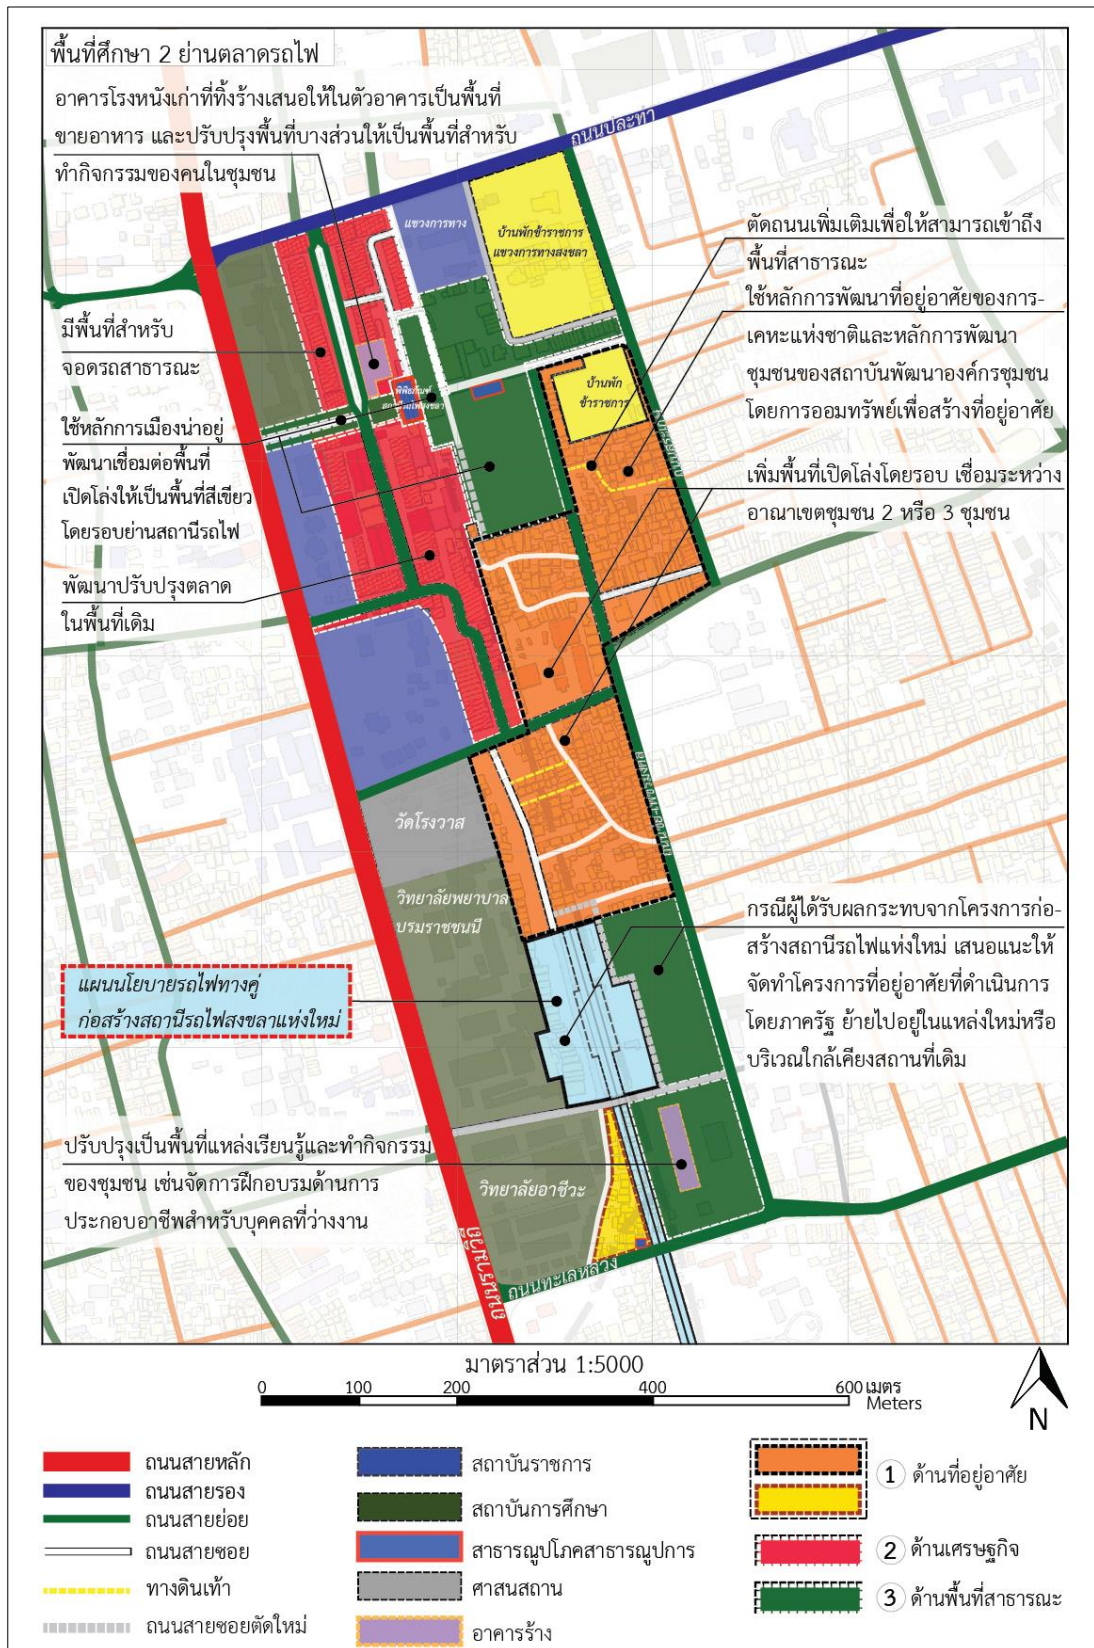 พื้นที่ศึกษา 2 ย่านตลาดรถไฟ
อาคารโรงหนังเก่าที่ทิ้งร้างเสนอให้ในตัวอาคารเป็นพื้นที่
ขายอาหาร และปรับปรุงพื้นที่บางส่วนให้เป็นพื้นที่สำหรับ
ทำกิจกรรมของคนในชุมชน
ถนนปละท่า
แขวงการทาง
บ้านพักข้าราชการ
แขวงการทางสงขลา
ตัดถนนเพิ่มเติมเพื่อให้สามารถเข้าถึง
พื้นที่สาธารณะ
ใช้หลักการพัฒนาที่อยู่อาศัยของการ-
เคหะแห่งชาติและหลักการพัฒนา
ชุมชนของสถาบันพัฒนาองค์กรชุมชน
โดยการออมทรัพย์เพื่อสร้างที่อยู่อาศัย
มีพื้นที่สำหรับ
จอดรถสาธารณะ
พิพิธภัณฑ์
บ้านพัก
ข้าราชการ
ใช้หลักการเมืองน่าอยู่
พัฒนาเชื่อมต่อพื้นที่
เปิดโล่งให้เป็นพื้นที่สีเขียว
โดยรอบย่านสถานีรถไฟ
เพิ่มพื้นที่เปิดโล่งโดยรอบ เชื่อมระหว่าง
อาณาเขตชุมชน 2 หรือ 3 ชุมชน
พัฒนาปรับปรุงตลาด
ในพื้นที่เดิม
วัดโรงวาส
วิทยาลัยพยาบาล
บรมราชชนนี
กรณีผู้ได้รับผลกระทบจากโครงการก่อ-
สร้างสถานีรถไฟแห่งใหม่ เสนอแนะให้
จัดทำโครงการที่อยู่อาศัยที่ดำเนินการ
โดยภาครัฐ ย้ายไปอยู่ในแหล่งใหม่หรือ
บริเวณใกล้เคียงสถานที่เดิม
แผนนโยบายรถไฟทางคู่
ก่อสร้างสถานีรถไฟสงขลาแห่งใหม่
ปรับปรุงเป็นพื้นที่แหล่งเรียนรู้และทำกิจกรรม
ของชุมชน เช่นจัดการฝึกอบรมด้านการ
ประกอบอาชีพสำหรับบุคคลที่ว่างงาน
วิทยาลัยอาชีวะ
ถนนรามวิถี
ถนนทะเลหลวง
มาตราส่วน 1:5000
0 100 200 400 600 เมตร
Meters
N
ถนนสายหลัก
ถนนสายรอง
ถนนสายย่อย
ถนนสายซอย
ทางดินเท้า
ถนนสายซอยตัดใหม่
สถาบันราชการ
สถาบันการศึกษา
สาธารณูปโภคสาธารณูปการ
ศาสนสถาน
อาคารร้าง
1 ด้านที่อยู่อาศัย
2 ด้านเศรษฐกิจ
3 ด้านพื้นที่สาธารณะ